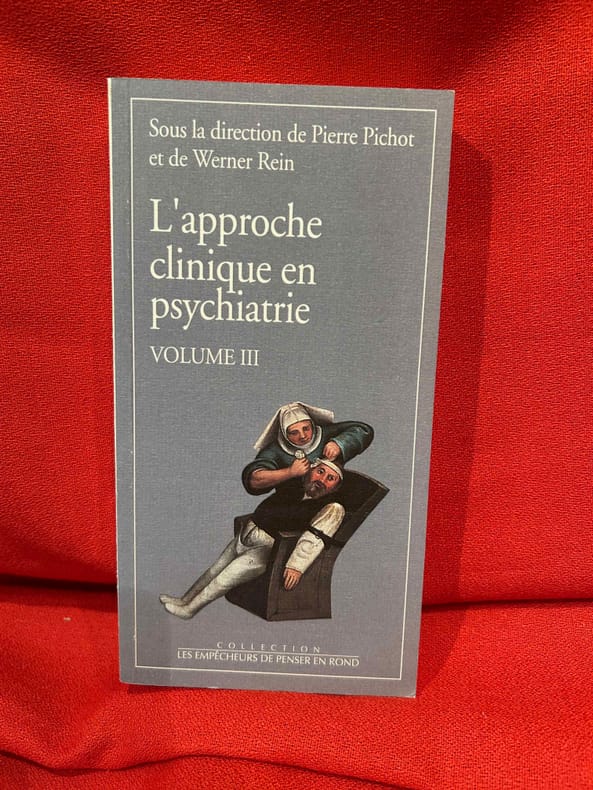 Sous la direction de Pierre Pichot
et de Werner Rein
L'approche
clinique en
psychiatrie
VOLUME III
COLLECTION
LES EMPÊCHEURS DE PENSER EN ROND